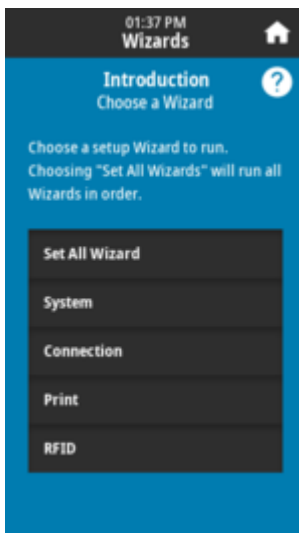 01:37 PM
Wizards
Introduction
?
Choose a Wizard
Choose a setup Wizard to run.
Choosing "Set All Wizards" will run all
Wizards in order.
Set All Wizard
System
Connection
Print
RFID